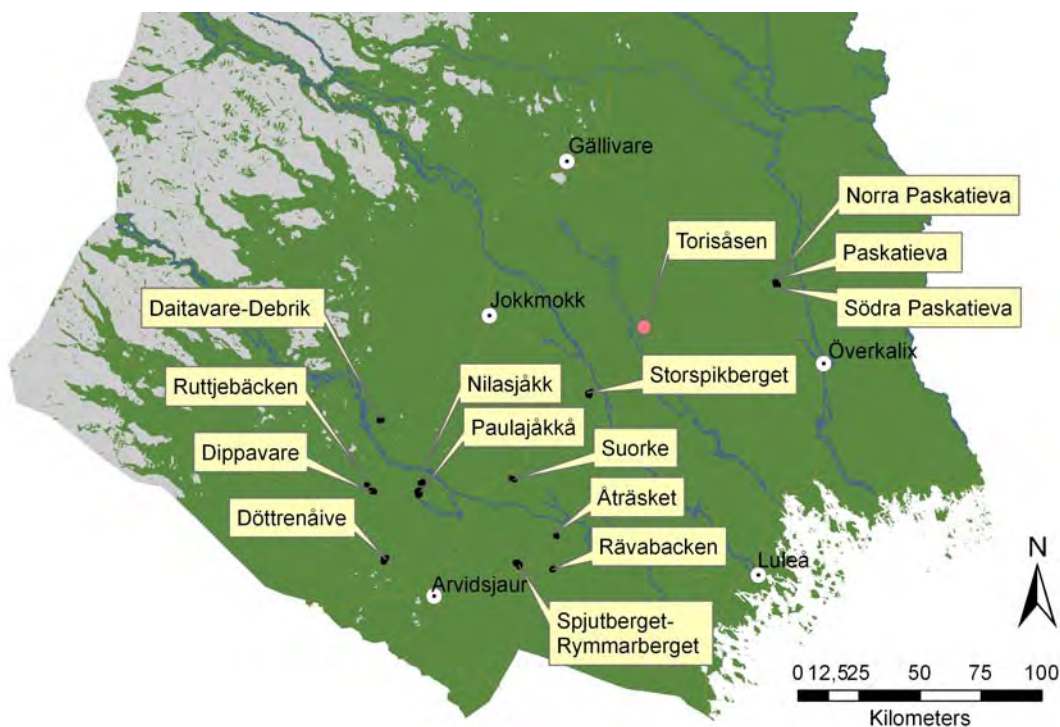 Gällivare
Norra Paskatieva
Torisåsen
Paskatieva
Södra Paskatieva
Daitavare-Debrik
Jokkmokk
Överkalix
Ruttjebäcken
Nilasjåkk
Storspikberget
Paulajåkkå
Dippavare
Suorke
Döttrenåive
Åträsket
Rävabacken
Luleå
Arvidsjaur
Spjutberget-
Rymmarberget
N
0 12,525 50 75 100
Kilometers